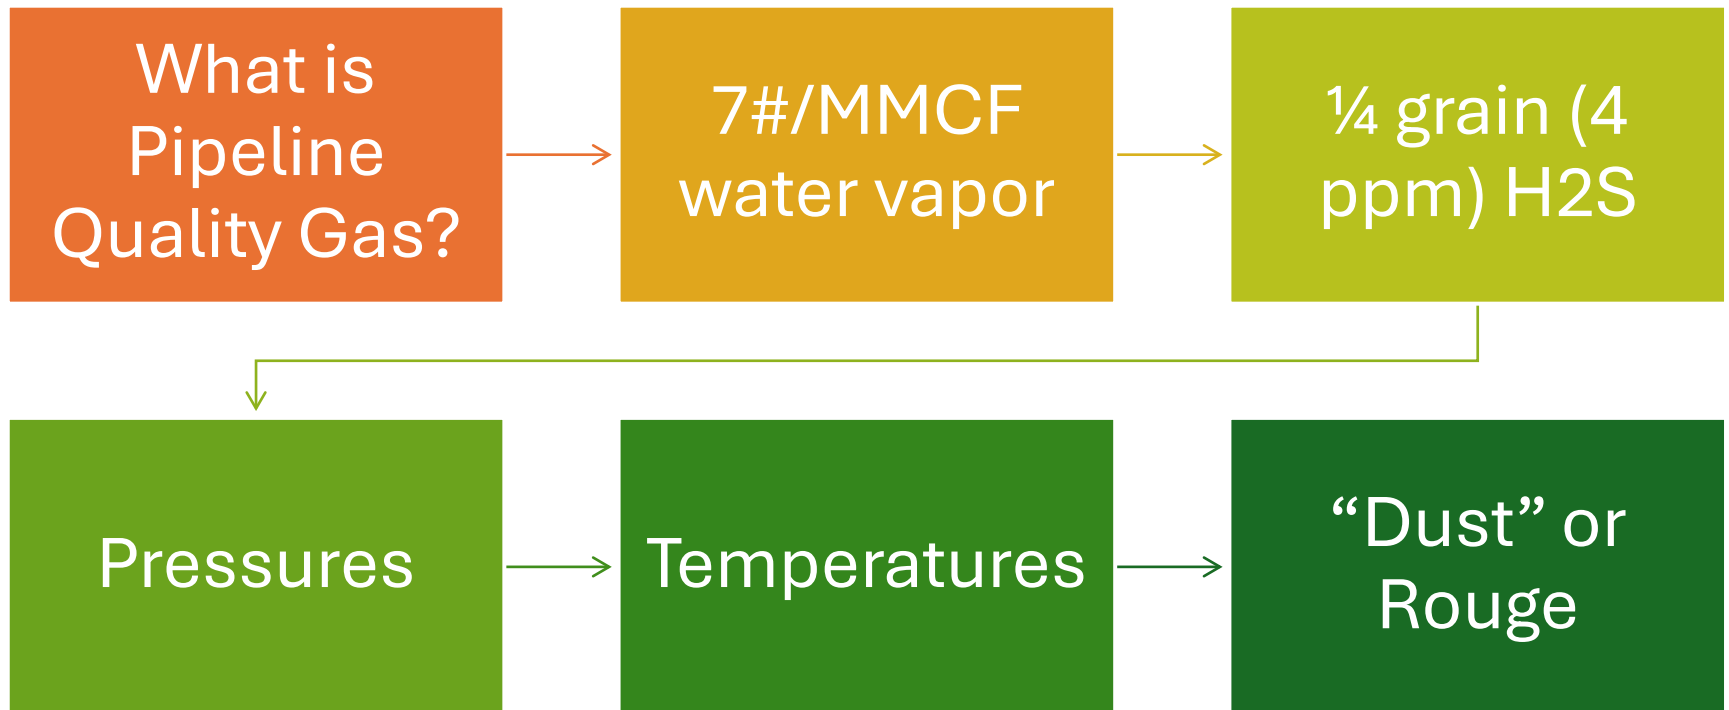 What is
Pipeline
Quality Gas?
7#/MMCF
water vapor
¼ grain (4
ppm) H2S
Pressures
Temperatures
“Dust” or
Rouge